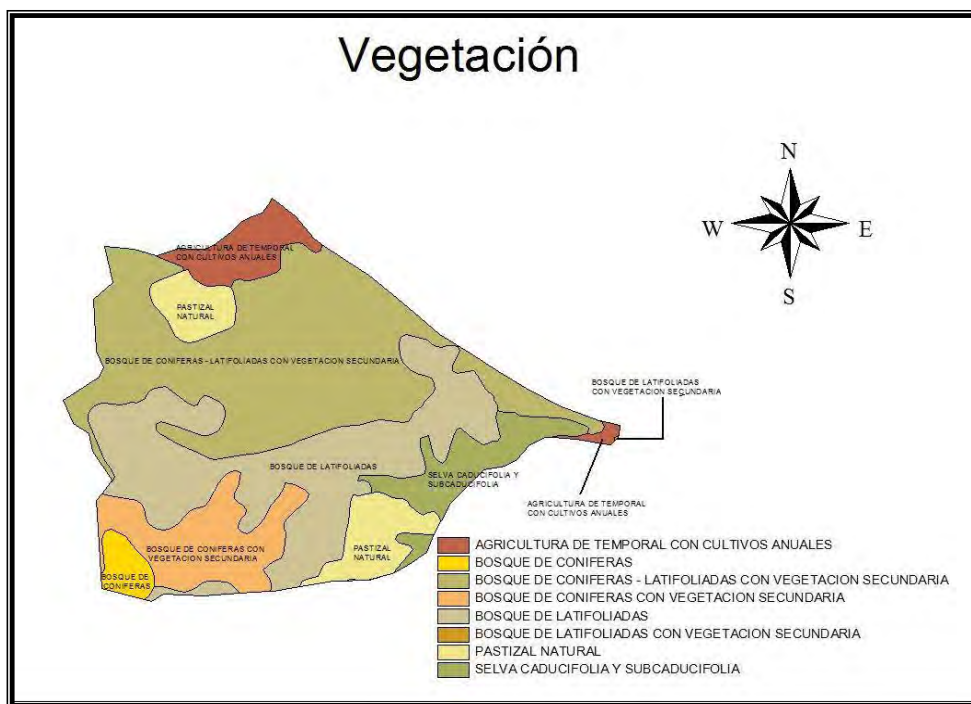 Vegetación
N
W
E
S
AGRICULTURA DE TEMPORAL
CON CULTIVOS ANUALES
PASTIZAL
NATURAL
BOSQUE DE CONIFERAS - LATIFOLIADAS CON VEGETACION SECUNDARIA
BOSQUE DE LATIFOLIADAS
CON VEGETACION SECUNDARIA
BOSQUE DE LATIFOLIADAS
SELVA CADUCIFOLIA Y
SUBCADUCIFOLIA
AGRICULTURA DE TEMPORAL
CON CULTIVOS ANUALES
BOSQUE DE CONIFERAS CON
VEGETACION SECUNDARIA
PASTIZAL
NATURAL
BOSQUE DE
CONIFERAS
AGRICULTURA DE TEMPORAL CON CULTIVOS ANUALES
BOSQUE DE CONIFERAS
BOSQUE DE CONIFERAS - LATIFOLIADAS CON VEGETACION SECUNDARIA
BOSQUE DE CONIFERAS CON VEGETACION SECUNDARIA
BOSQUE DE LATIFOLIADAS
BOSQUE DE LATIFOLIADAS CON VEGETACION SECUNDARIA
PASTIZAL NATURAL
SELVA CADUCIFOLIA Y SUBCADUCIFOLIA